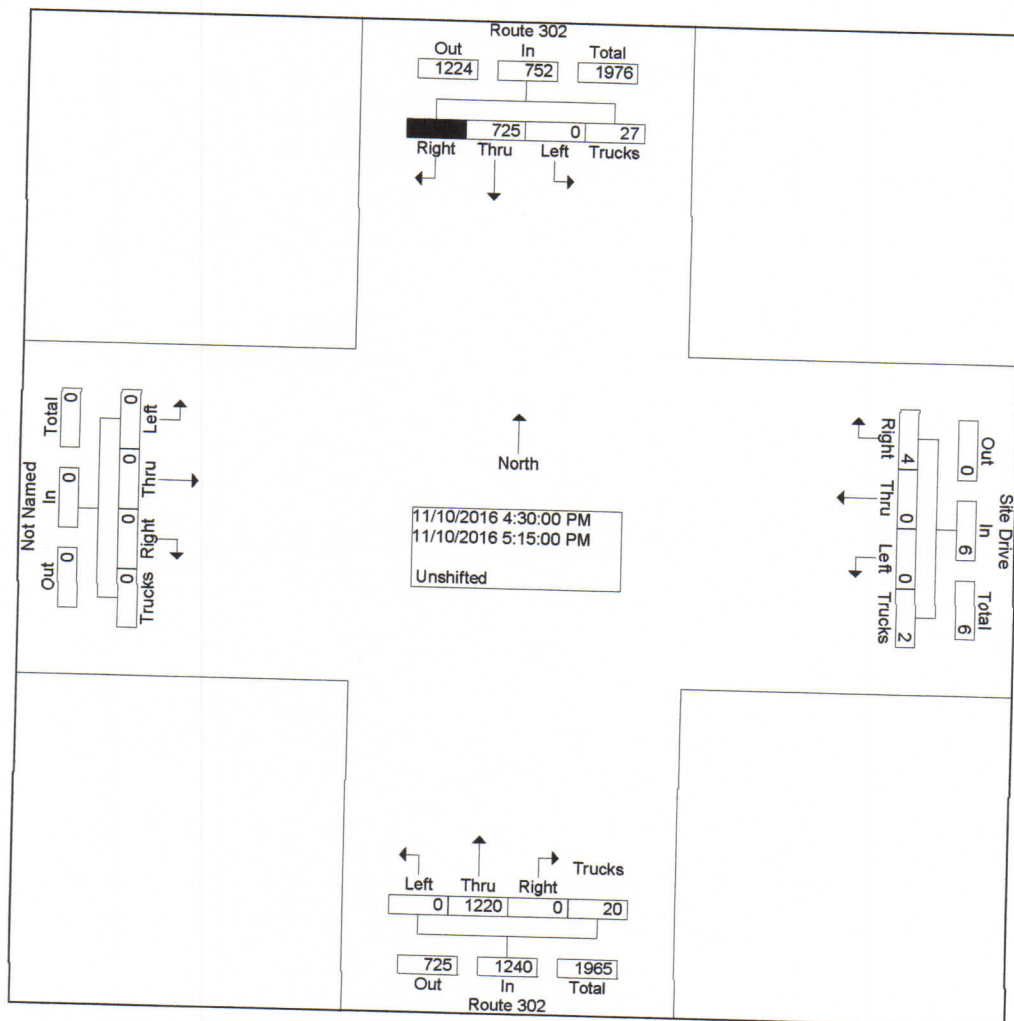 Route 302
Out In Total
1224 752 1976
725 0 27
Right Thru Left Trucks
North
11/10/2016 4:30:00 PM
11/10/2016 5:15:00 PM
Unshifted
Not Named
Total In Out
0 0 0
0 0 0 0
Left Thru Right Trucks
Site Drive
Out In Total
0 6 6
4 0 0 2
Right Thru Left Trucks
Left Thru Right Trucks
0 1220 0 20
725 1240 1965
Out In Total
Route 302